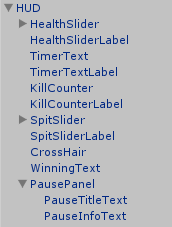 HUD
HealthSlider
HealthSliderLabel
TimerText
TimerTextLabel
KillCounter
KillCounterLabel
SpitSlider
SpitSliderLabel
CrossHair
WinningText
PausePanel
PauseTitleText
PauseInfoText